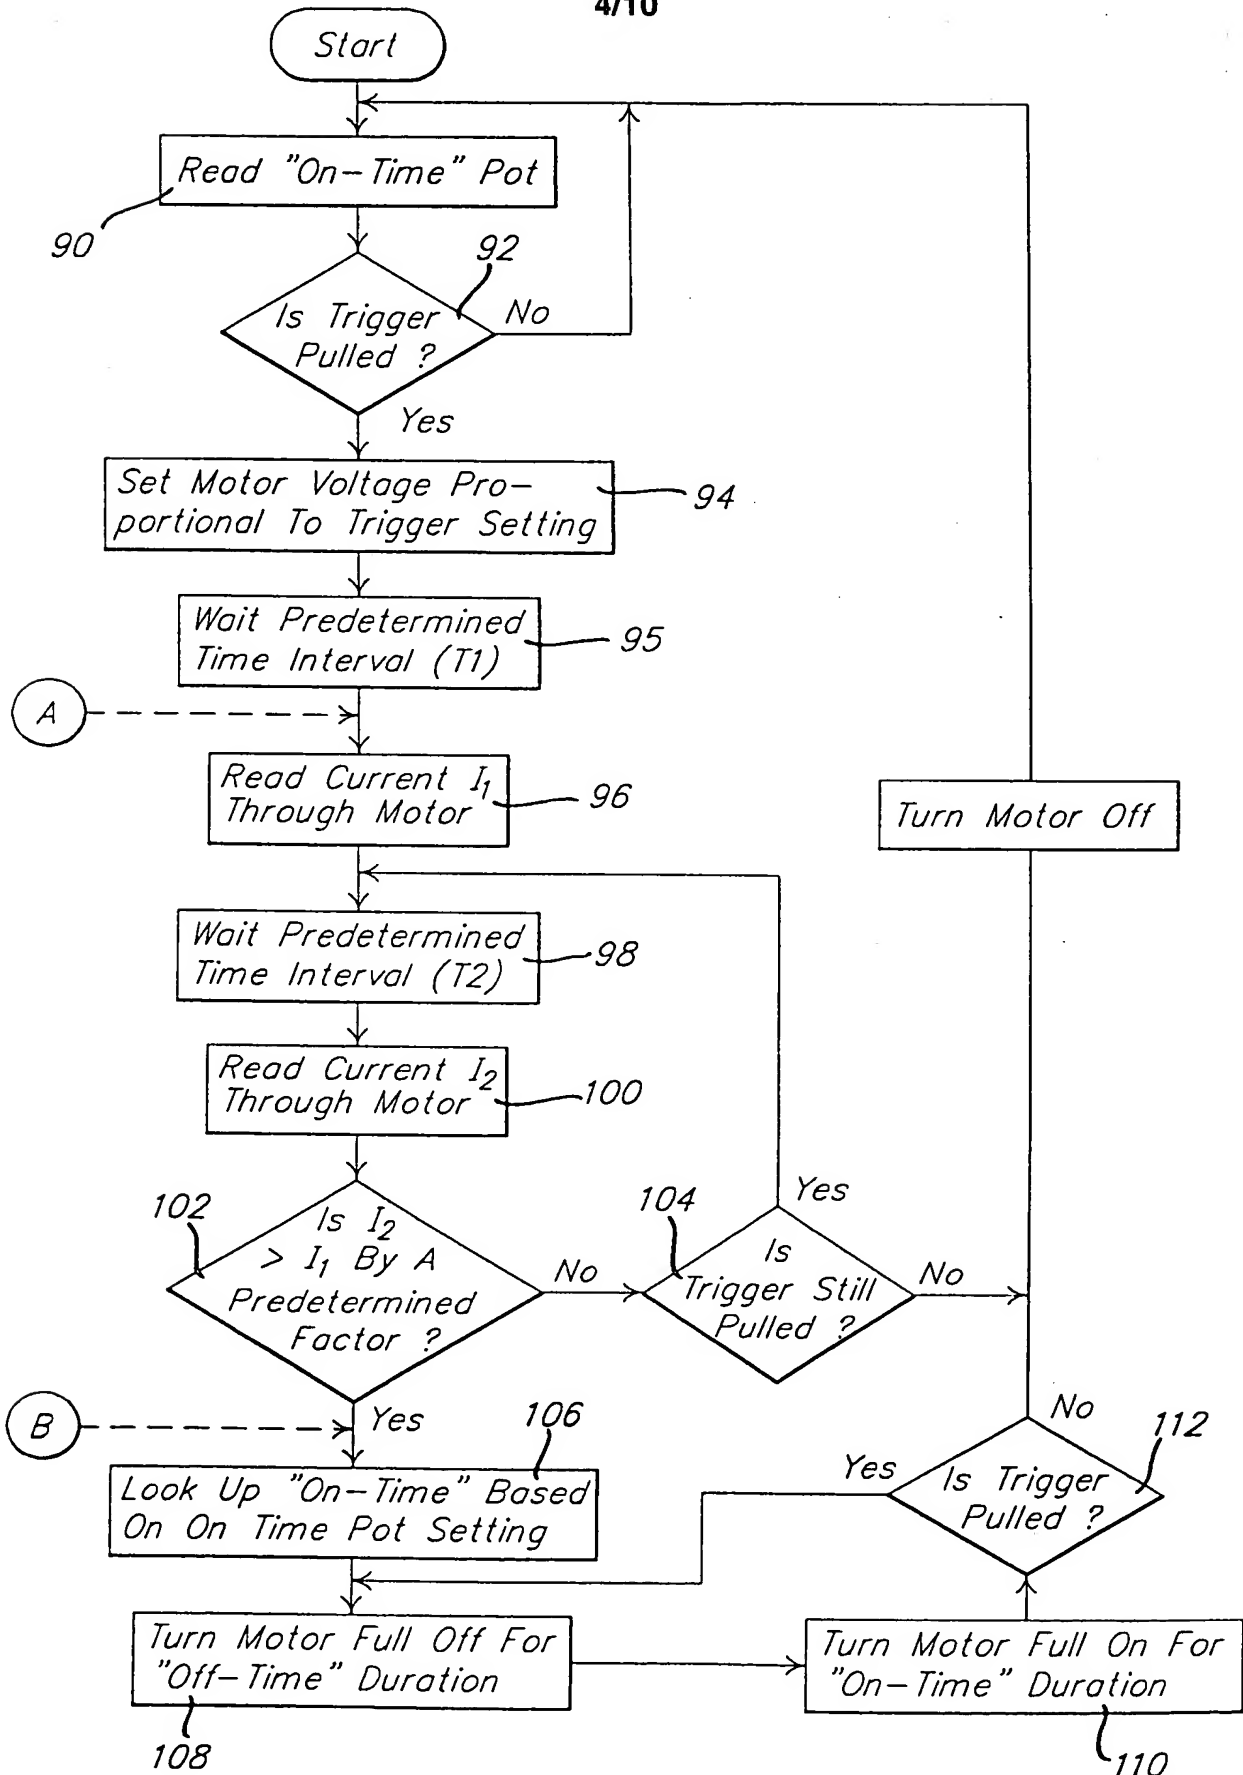 4/10
Start
Read "On-Time" Pot
90
92
Is Trigger
Pulled ?
No
Yes
Set Motor Voltage Pro-
portional To Trigger Setting
94
Wait Predetermined
Time Interval (T1)
95
A
Read Current I1
Through Motor
96
Turn Motor Off
Wait Predetermined
Time Interval (T2)
98
Read Current I2
Through Motor
100
102
Is I2
> I1 By A
Predetermined
Factor ?
No
104
Yes
Is
Trigger Still
Pulled ?
No
B
Yes
106
Look Up "On-Time" Based
On On Time Pot Setting
No
112
Yes
Is Trigger
Pulled ?
Turn Motor Full Off For
"Off-Time" Duration
108
Turn Motor Full On For
"On-Time" Duration
110